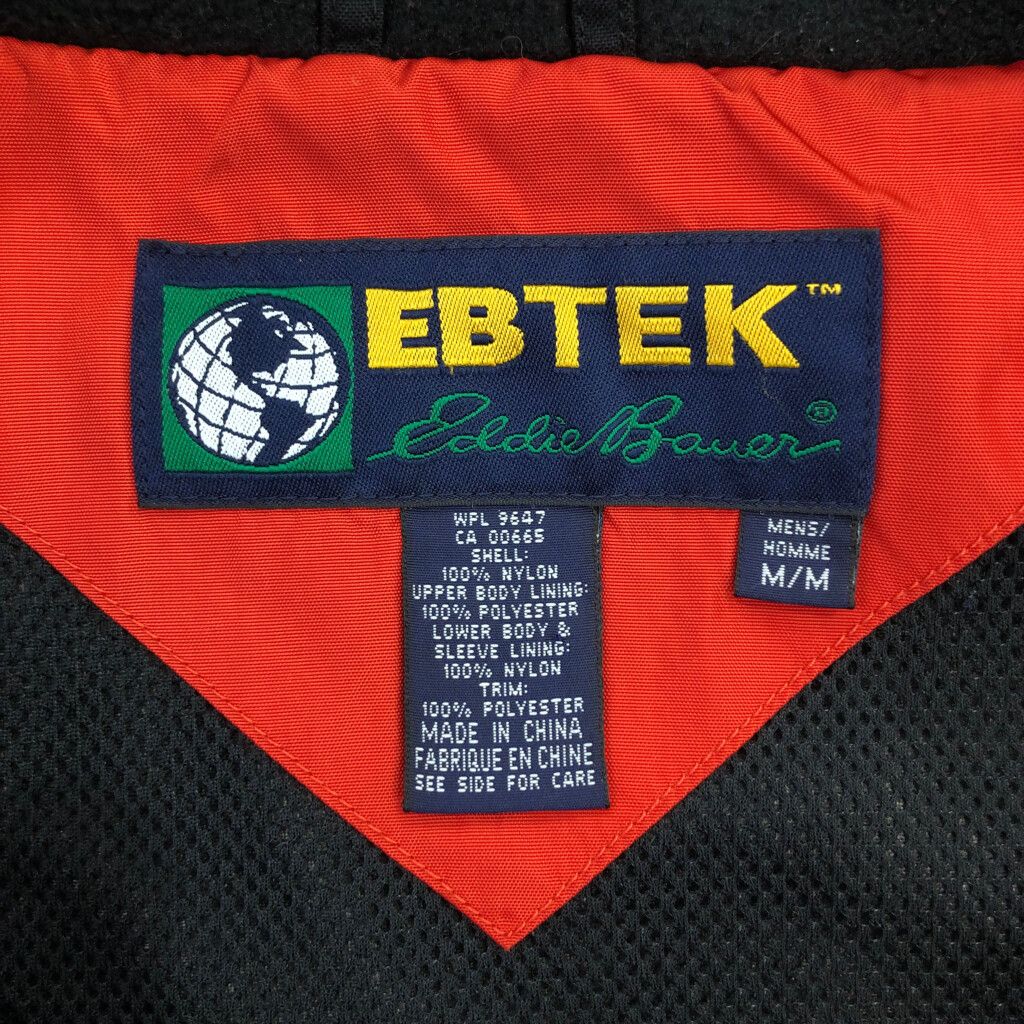 EBTEK™
Eddie Bauer®
WPL 9647
CA 00665
SHELL:
100% NYLON
UPPER BODY LINING:
100% POLYESTER
LOWER BODY &
SLEEVE LINING:
100% NYLON
TRIM:
100% POLYESTER
MADE IN CHINA
FABRIQUE EN CHINE
SEE SIDE FOR CARE
MENS/
HOMME
M/M